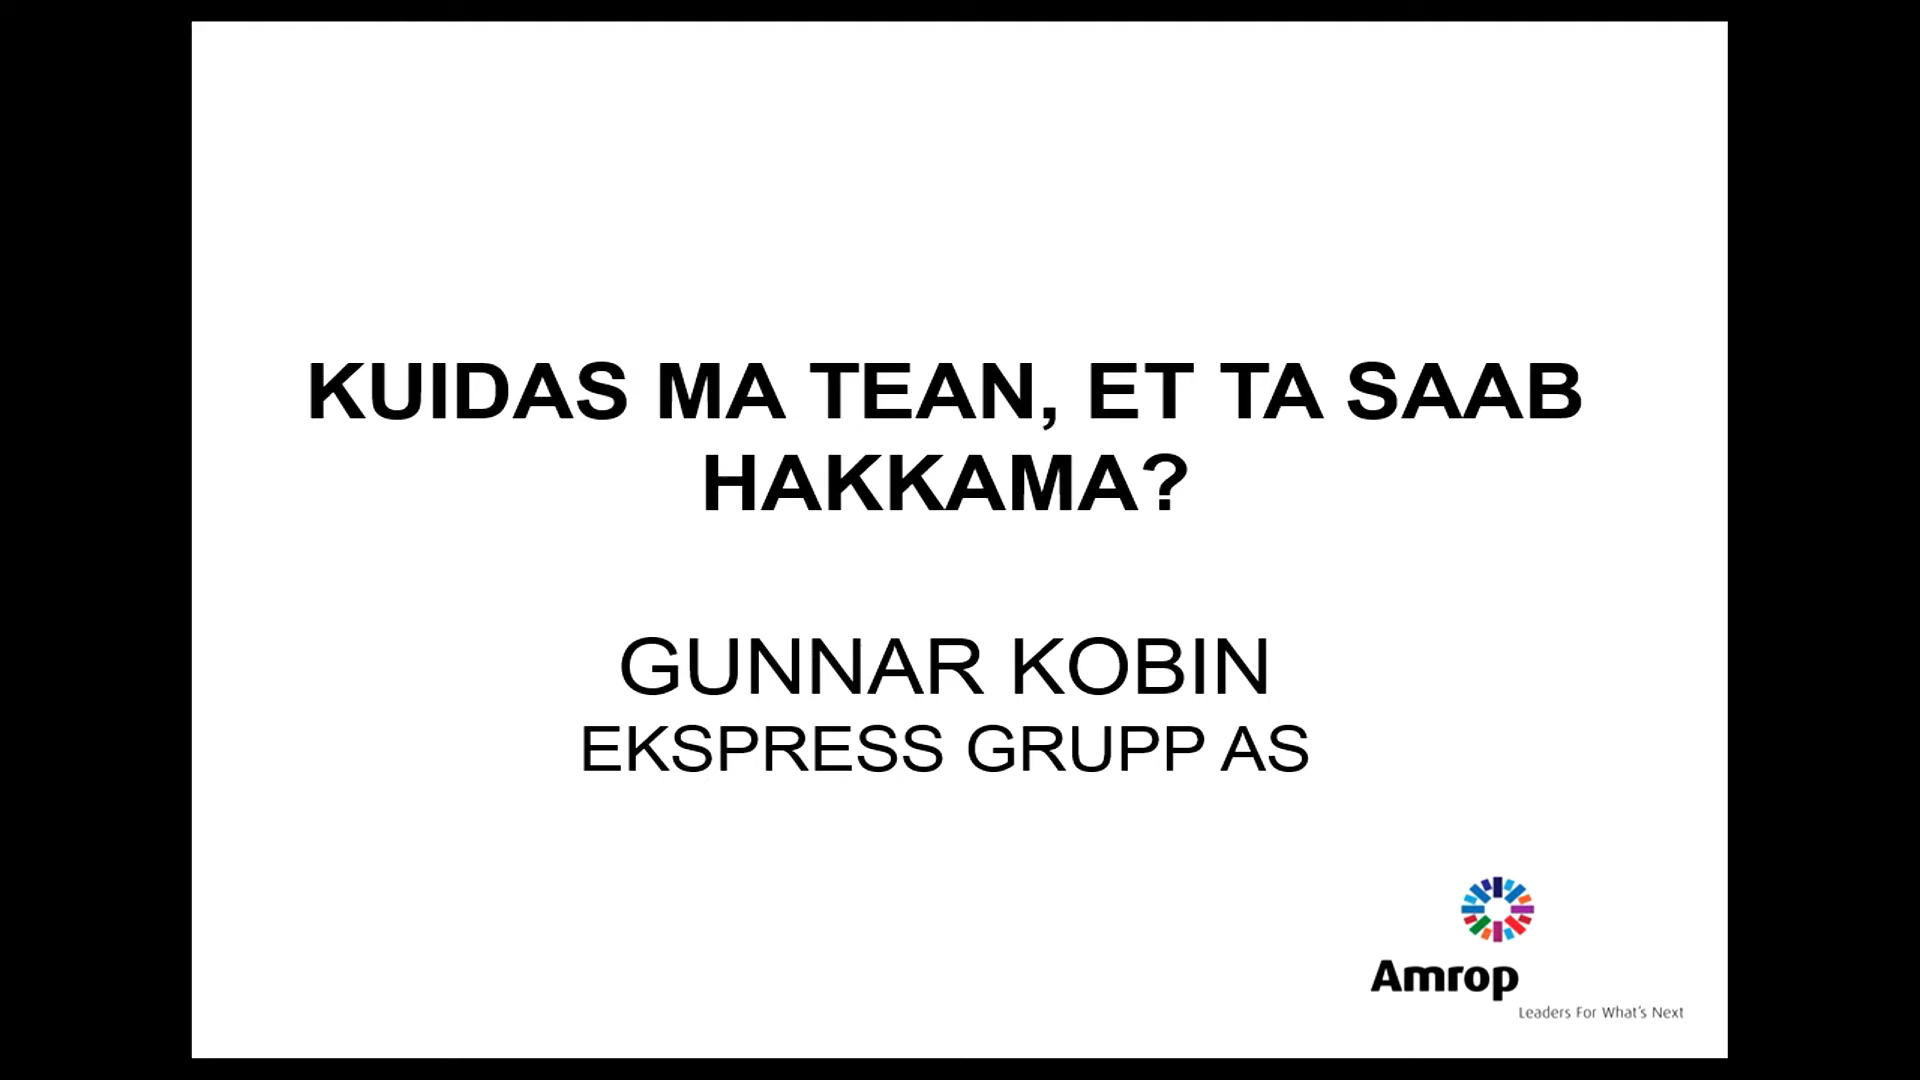 KUIDAS MA TEAN, ET TA SAAB
HAKKAMA?
GUNNAR KOBIN
EKSPRESS GRUPP AS
Amrop
Leaders For What's Next